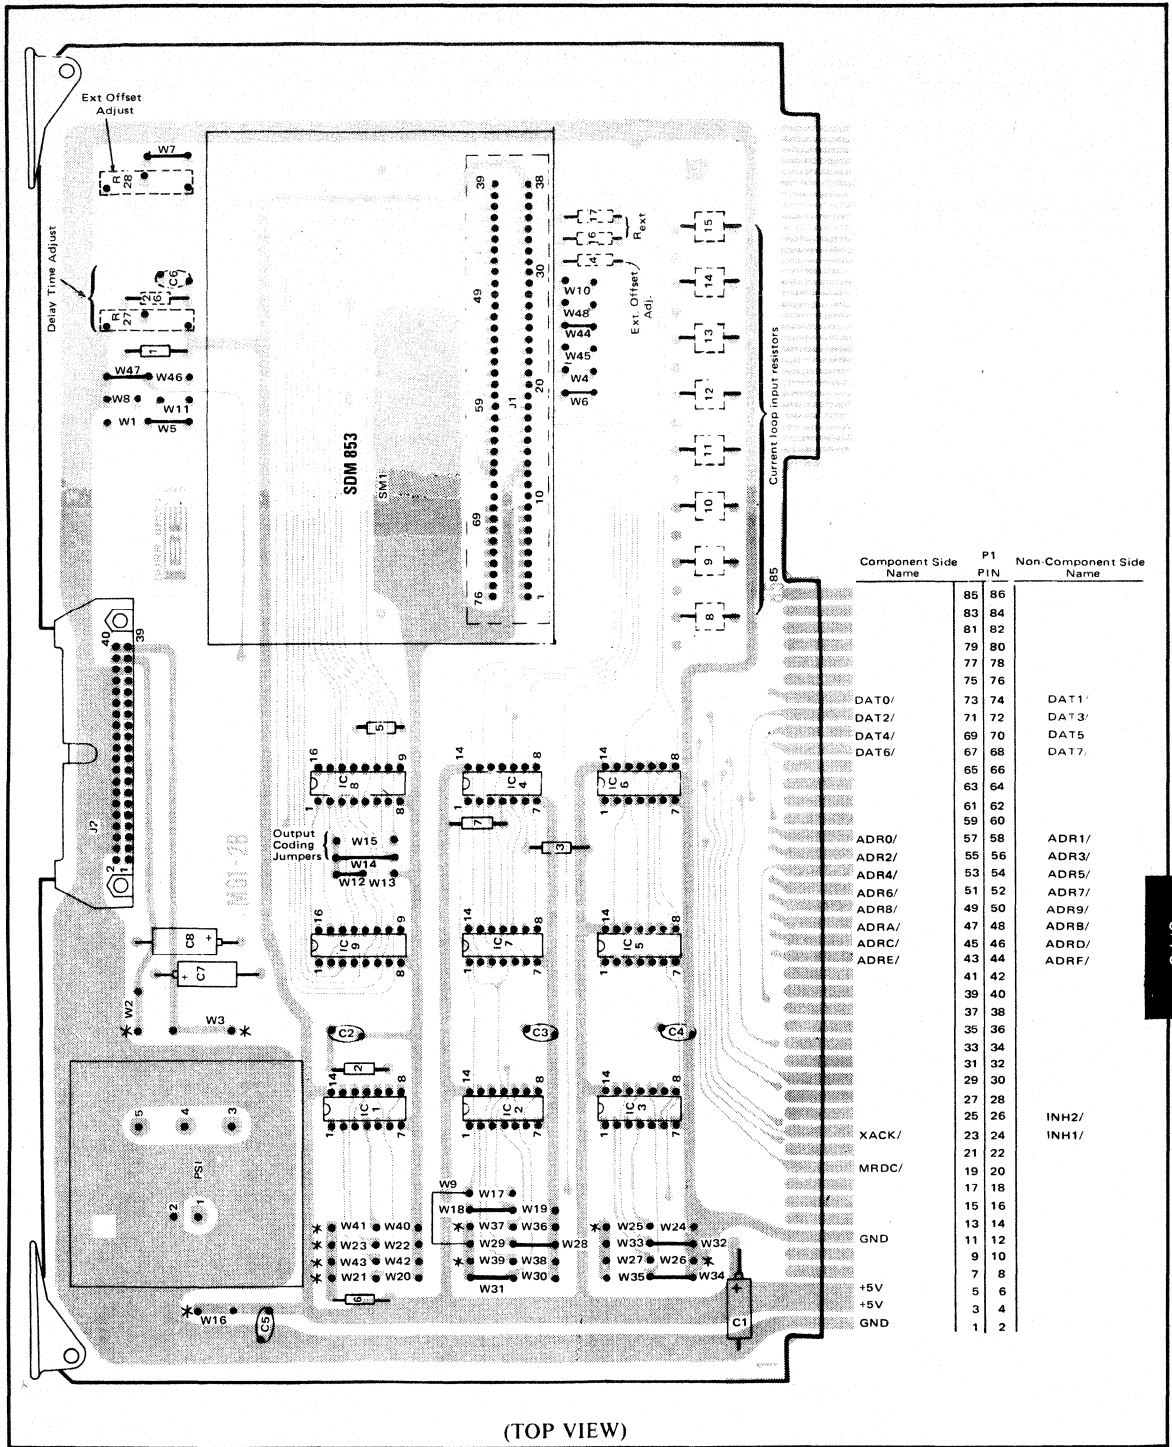 Ext Offset
Adjust
W7
R
28
Delay Time Adjust
C6
2
6
R
27
1
W47
W46
W8
W11
W1
W5
SDM 853
SM1
39
38
49
30
59
20
J1
69
10
76
1
17
16
Rext
4
Ext. Offset
Adj.
W10
W48
W44
W45
W4
W6
15
14
13
12
11
10
9
8
Current loop input resistors
85
40
39
J2
2
1
5
16
9
IC
8
1
8
14
8
IC
4
1
7
14
8
IC
6
1
7
Output
Coding
Jumpers
W15
W14
W12
W13
7
3
M01-2B
16
9
IC
9
1
8
14
8
IC
7
1
7
14
8
IC
5
1
7
C8
+
+
C7
W2
*
W3
*
C2
C3
C4
2
14
8
IC
1
1
7
14
8
IC
2
1
7
14
8
IC
3
1
7
5
4
3
PSI
2
1
W9
W17
W18
W19
* W41 W40
* W23 W22
* W43 W42
* W21 W20
* W37 W36
W29 W28
* W39 W38
W30
W31
* W25 W24
W33 W32
W27 W26 *
W35 W34
6
* W16
C5
+
C1
Component Side
Name
P1
PIN
Non-Component Side
Name
85 86
83 84
81 82
79 80
77 78
75 76
DAT0/ 73 74 DAT1/
DAT2/ 71 72 DAT3/
DAT4/ 69 70 DAT5
DAT6/ 67 68 DAT7/
65 66
63 64
61 62
59 60
ADR0/ 57 58 ADR1/
ADR2/ 55 56 ADR3/
ADR4/ 53 54 ADR5/
ADR6/ 51 52 ADR7/
ADR8/ 49 50 ADR9/
ADRA/ 47 48 ADRB/
ADRC/ 45 46 ADRD/
ADRE/ 43 44 ADRF/
41 42
39 40
37 38
35 36
33 34
31 32
29 30
27 28
25 26 INH2/
XACK/ 23 24 INH1/
21 22
MRDC/ 19 20
17 18
15 16
13 14
GND 11 12
9 10
7 8
+5V 5 6
+5V 3 4
GND 1 2
(TOP VIEW)